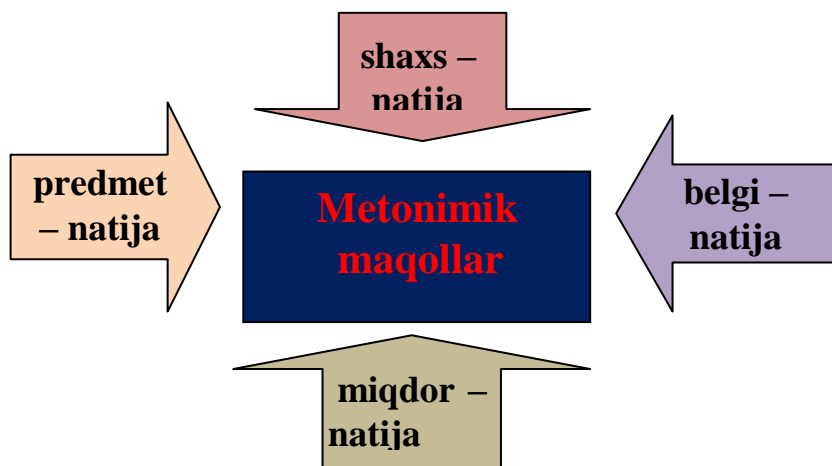 shaxs –
natija
predmet
– natija
Metonimik
maqollar
belgi –
natija
miqdor –
natija